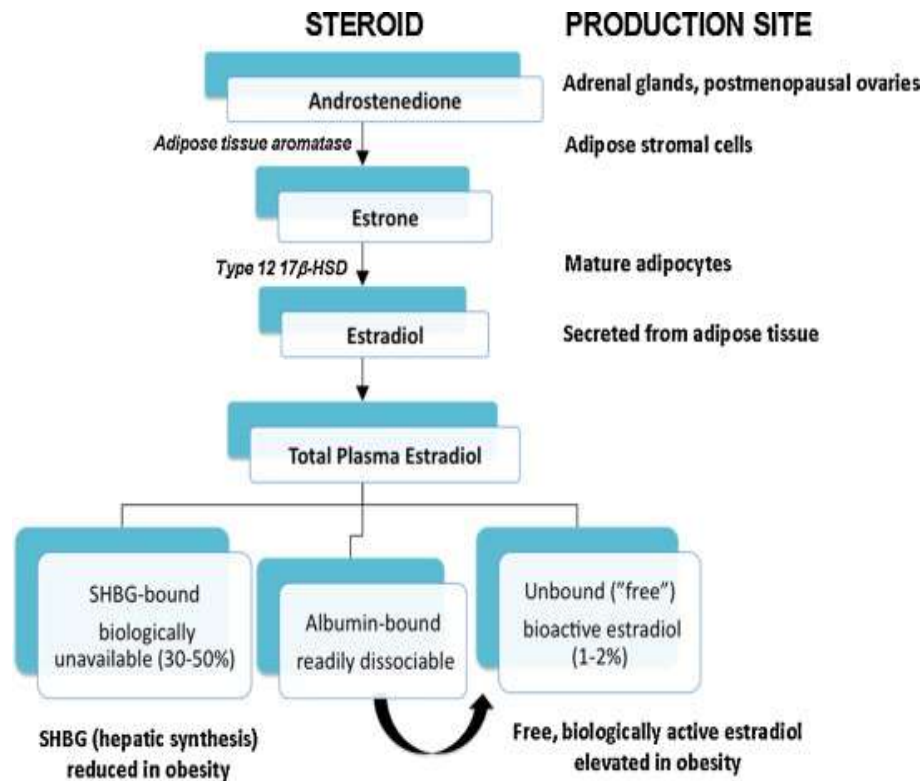 STEROID PRODUCTION SITE
Androstenedione
Adrenal glands, postmenopausal ovaries
Adipose tissue aromatase
Adipose stromal cells
Estrone
Type 12 17β-HSD
Mature adipocytes
Estradiol
Secreted from adipose tissue
Total Plasma Estradiol
SHBG-bound
biologically
unavailable (30-50%)
Albumin-bound
readily dissociable
Unbound ("free")
bioactive estradiol
(1-2%)
SHBG (hepatic synthesis)
reduced in obesity
Free, biologically active estradiol
elevated in obesity